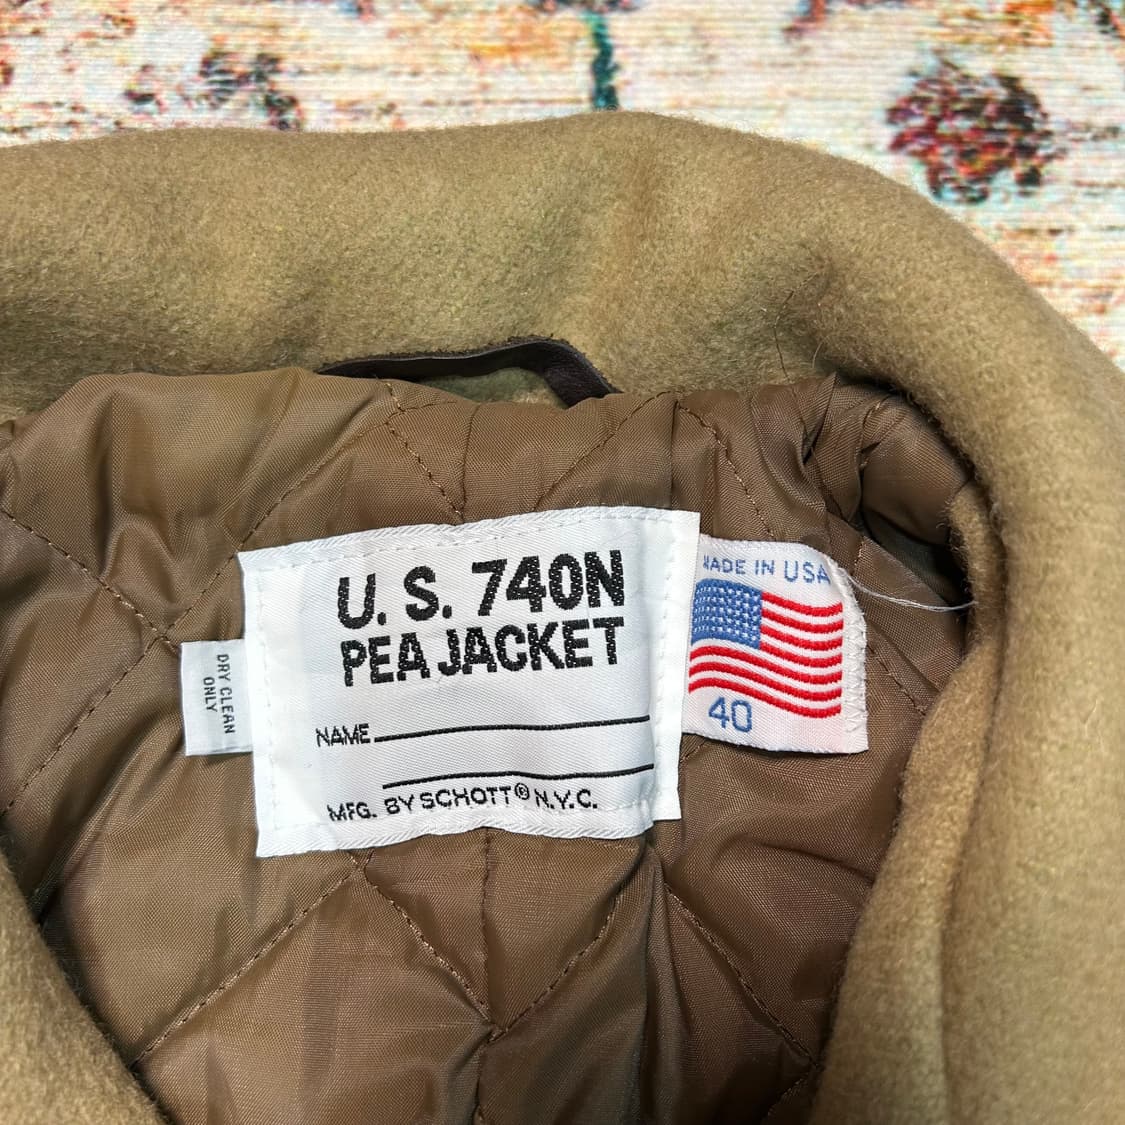 U. S. 740N
PEA JACKET
NAME
MFG. BY SCHOTT® N.Y.C.
MADE IN USA
40
DRY CLEAN
ONLY